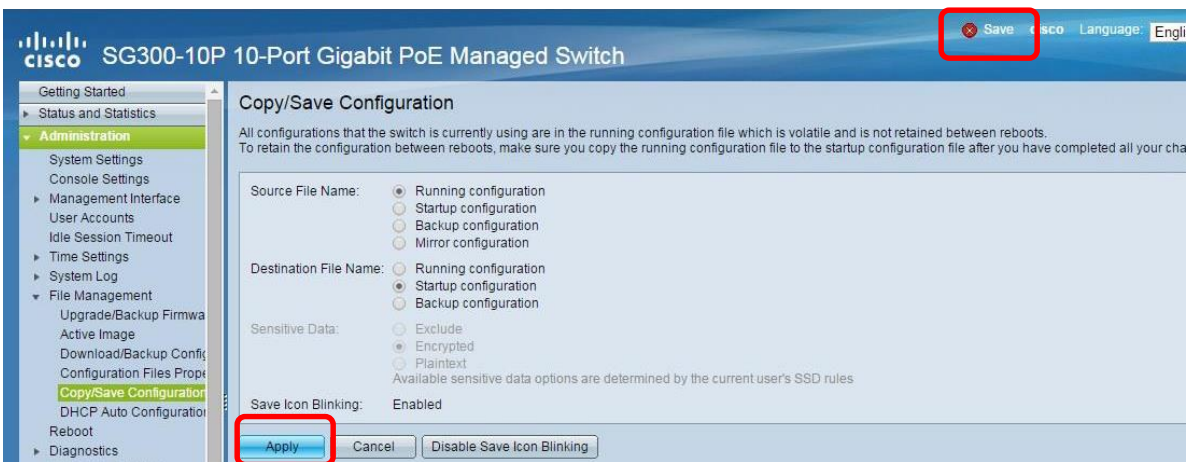 Save cisco Language: Engli
CISCO SG300-10P 10-Port Gigabit PoE Managed Switch
Getting Started
Status and Statistics
Administration
System Settings
Console Settings
Management Interface
User Accounts
Idle Session Timeout
Time Settings
System Log
File Management
Upgrade/Backup Firmwa
Active Image
Download/Backup Config
Configuration Files Prope
Copy/Save Configuration
DHCP Auto Configuration
Reboot
Diagnostics
Copy/Save Configuration
All configurations that the switch is currently using are in the running configuration file which is volatile and is not retained between reboots.
To retain the configuration between reboots, make sure you copy the running configuration file to the startup configuration file after you have completed all your cha
Source File Name: Running configuration
Startup configuration
Backup configuration
Mirror configuration
Destination File Name: Running configuration
Startup configuration
Backup configuration
Sensitive Data: Exclude
Encrypted
Plaintext
Available sensitive data options are determined by the current user's SSD rules
Save Icon Blinking: Enabled
Apply Cancel Disable Save Icon Blinking